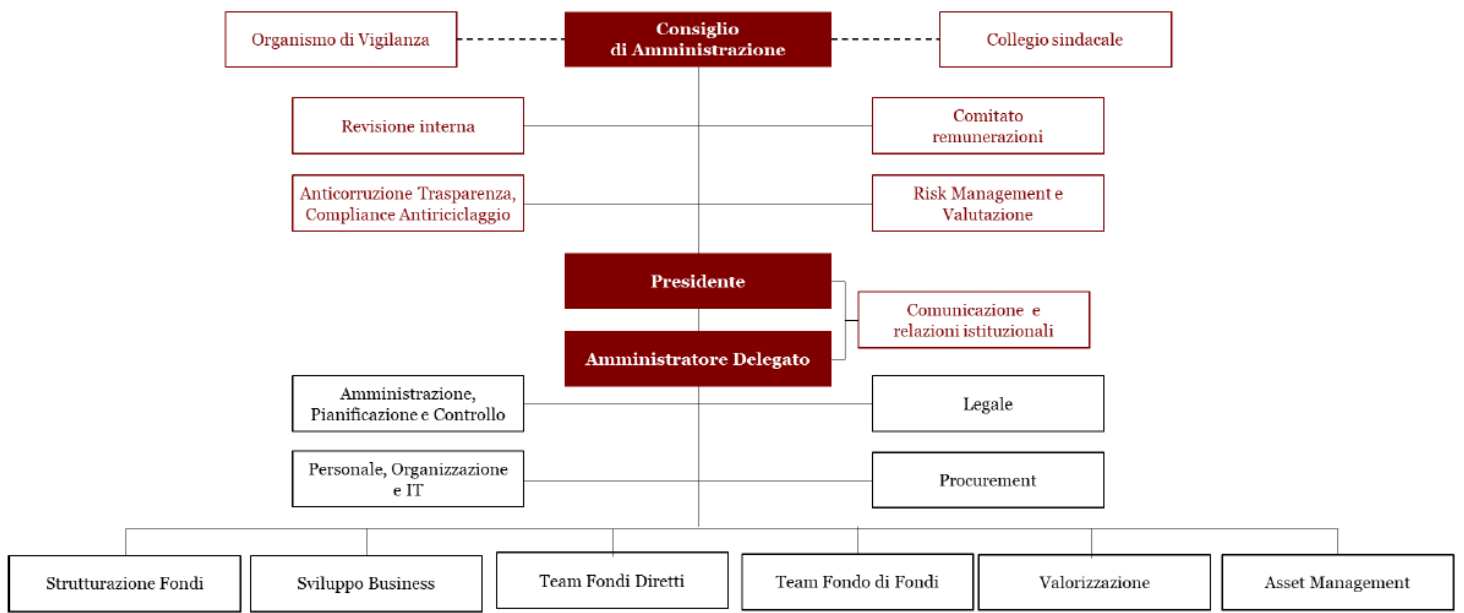 Organismo di Vigilanza
Consiglio
di Amministrazione
Collegio sindacale
Revisione interna
Comitato
remunerazioni
Anticorruzione Trasparenza,
Compliance Antiriciclaggio
Risk Management e
Valutazione
Presidente
Comunicazione e
relazioni istituzionali
Amministratore Delegato
Amministrazione,
Pianificazione e Controllo
Legale
Personale, Organizzazione
e IT
Procurement
Strutturazione Fondi
Sviluppo Business
Team Fondi Diretti
Team Fondo di Fondi
Valorizzazione
Asset Management